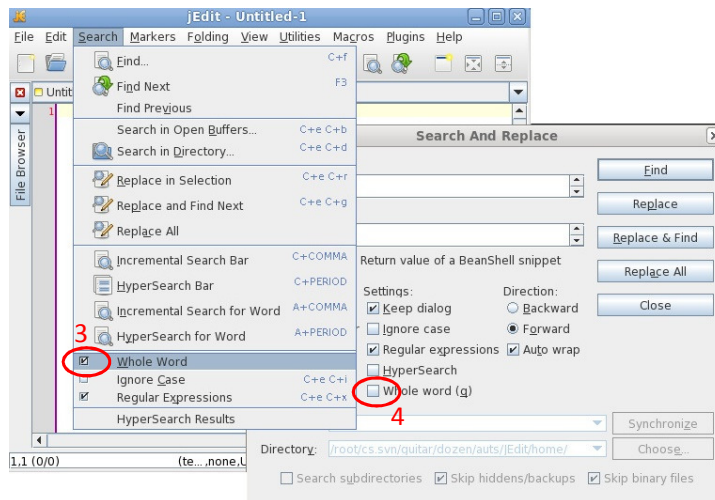 jEdit - Untitled-1
File Edit Search Markers Folding View Utilities Macros Plugins Help
Find... C+f
Find Next F3
Find Previous
Search in Open Buffers... C+e C+b
Search in Directory... C+e C+d
Replace in Selection C+e C+r
Replace and Find Next C+e C+g
Replace All
Incremental Search Bar C+COMMA
HyperSearch Bar C+PERIOD
Incremental Search for Word A+COMMA
HyperSearch for Word A+PERIOD
3
Whole Word
Ignore Case C+e C+i
Regular Expressions C+e C+x
HyperSearch Results
Untit
1
File Browser
1,1 (0/0) (te...,none,U
Search And Replace
Find
Replace
Replace & Find
Replace All
Close
Return value of a BeanShell snippet
Settings: Direction:
Keep dialog Backward
Ignore case Forward
Regular expressions Auto wrap
HyperSearch
Whole word (q)
4
Synchronize
Directory: /root/cs.svn/guitar/dozen/auts/JEdit/home/ Choose...
Search subdirectories Skip hiddens/backups Skip binary files